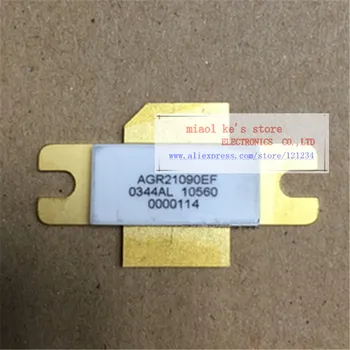 miaol ke's store
ELECTRONICS CO.,LTD
www.aliexpress.com/store/121234
AGR21090EF
0344AL 10560
0000114